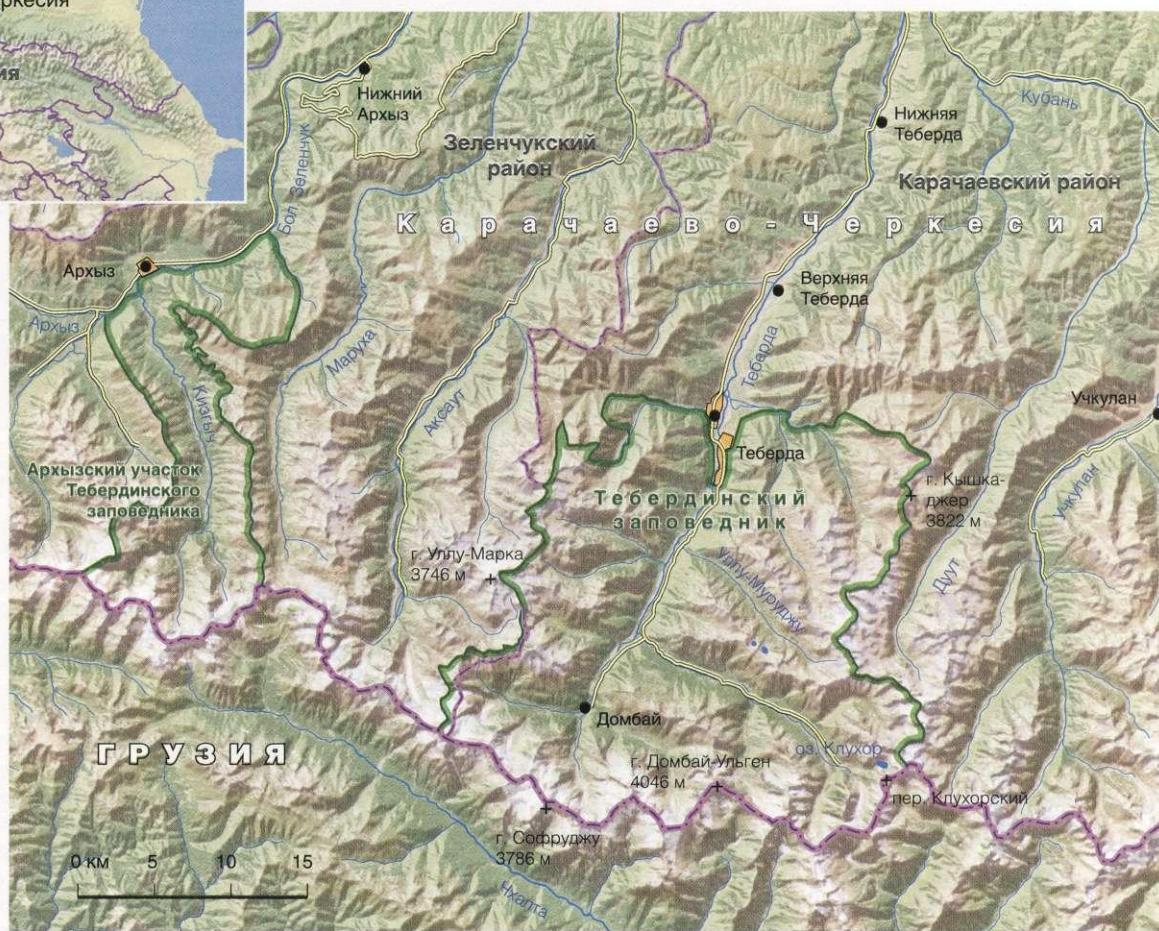 Нижний
Архыз
Зеленчукский
район
Бол. Зеленчук
Кубань
Нижняя
Теберда
Карачаевский район
Карачаево-Черкесия
Архыз
Верхняя
Теберда
Архыз
Маруха
Теберда
Кизгыч
Аксаут
Учкулан
Теберда
Архызский участок
Тебердинского
заповедника
Тебердинский
заповедник
г. Кышка-
джер
3822 м
Учкулан
г. Уллу-Марка
3746 м
Уллу-Муруджу
Дуут
Домбай
ГРУЗИЯ
оз. Клухор
г. Домбай-Ульген
4046 м
пер. Клухорский
г. Софруджу
3786 м
0 км 5 10 15
Чхалта